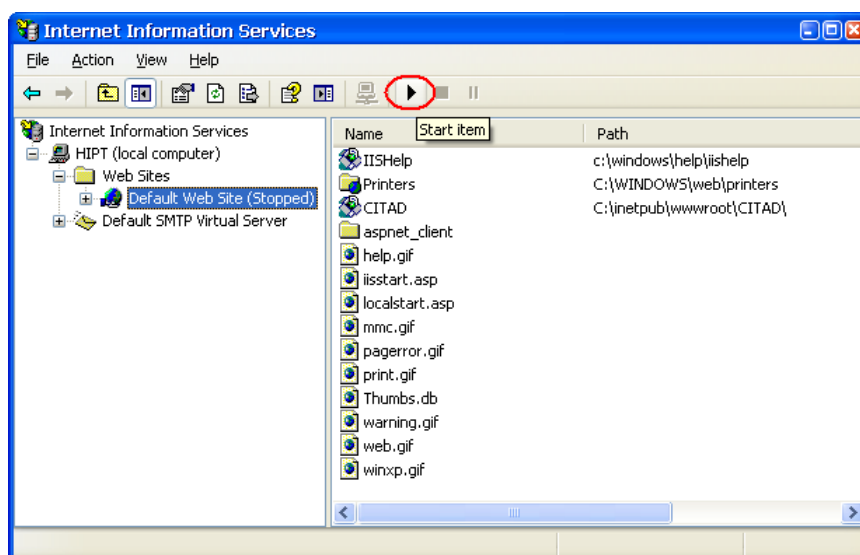 Internet Information Services
File Action View Help
Start item
Internet Information Services
HIPT (local computer)
Web Sites
Default Web Site (Stopped)
Default SMTP Virtual Server
Name Path
IISHelp c:\windows\help\iishelp
Printers C:\WINDOWS\web\printers
CITAD C:\inetpub\wwwroot\CITAD\
aspnet_client
help.gif
iisstart.asp
localstart.asp
mmc.gif
pagerror.gif
print.gif
Thumbs.db
warning.gif
web.gif
winxp.gif